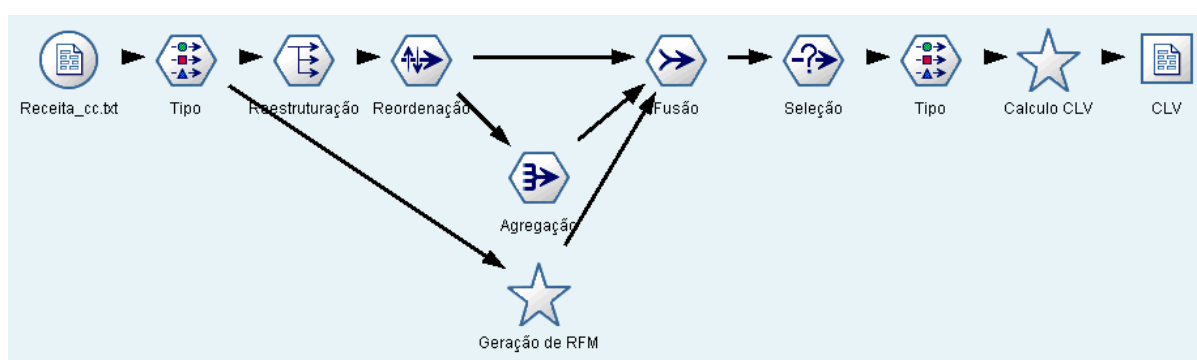 Receita_cc.txt
Tipo
Reestruturação
Reordenação
Fusão
Seleção
Tipo
Calculo CLV
CLV
Agregação
Geração de RFM